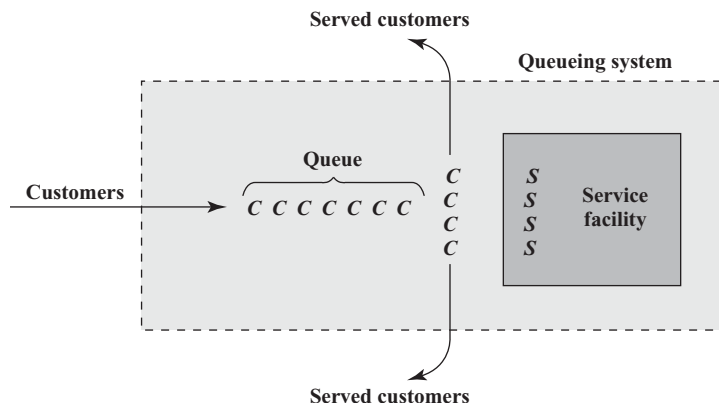 Served customers
Queueing system
Queue
Customers
C C C C C C C
C
C
C
C
S
S
S
S
Service
facility
Served customers